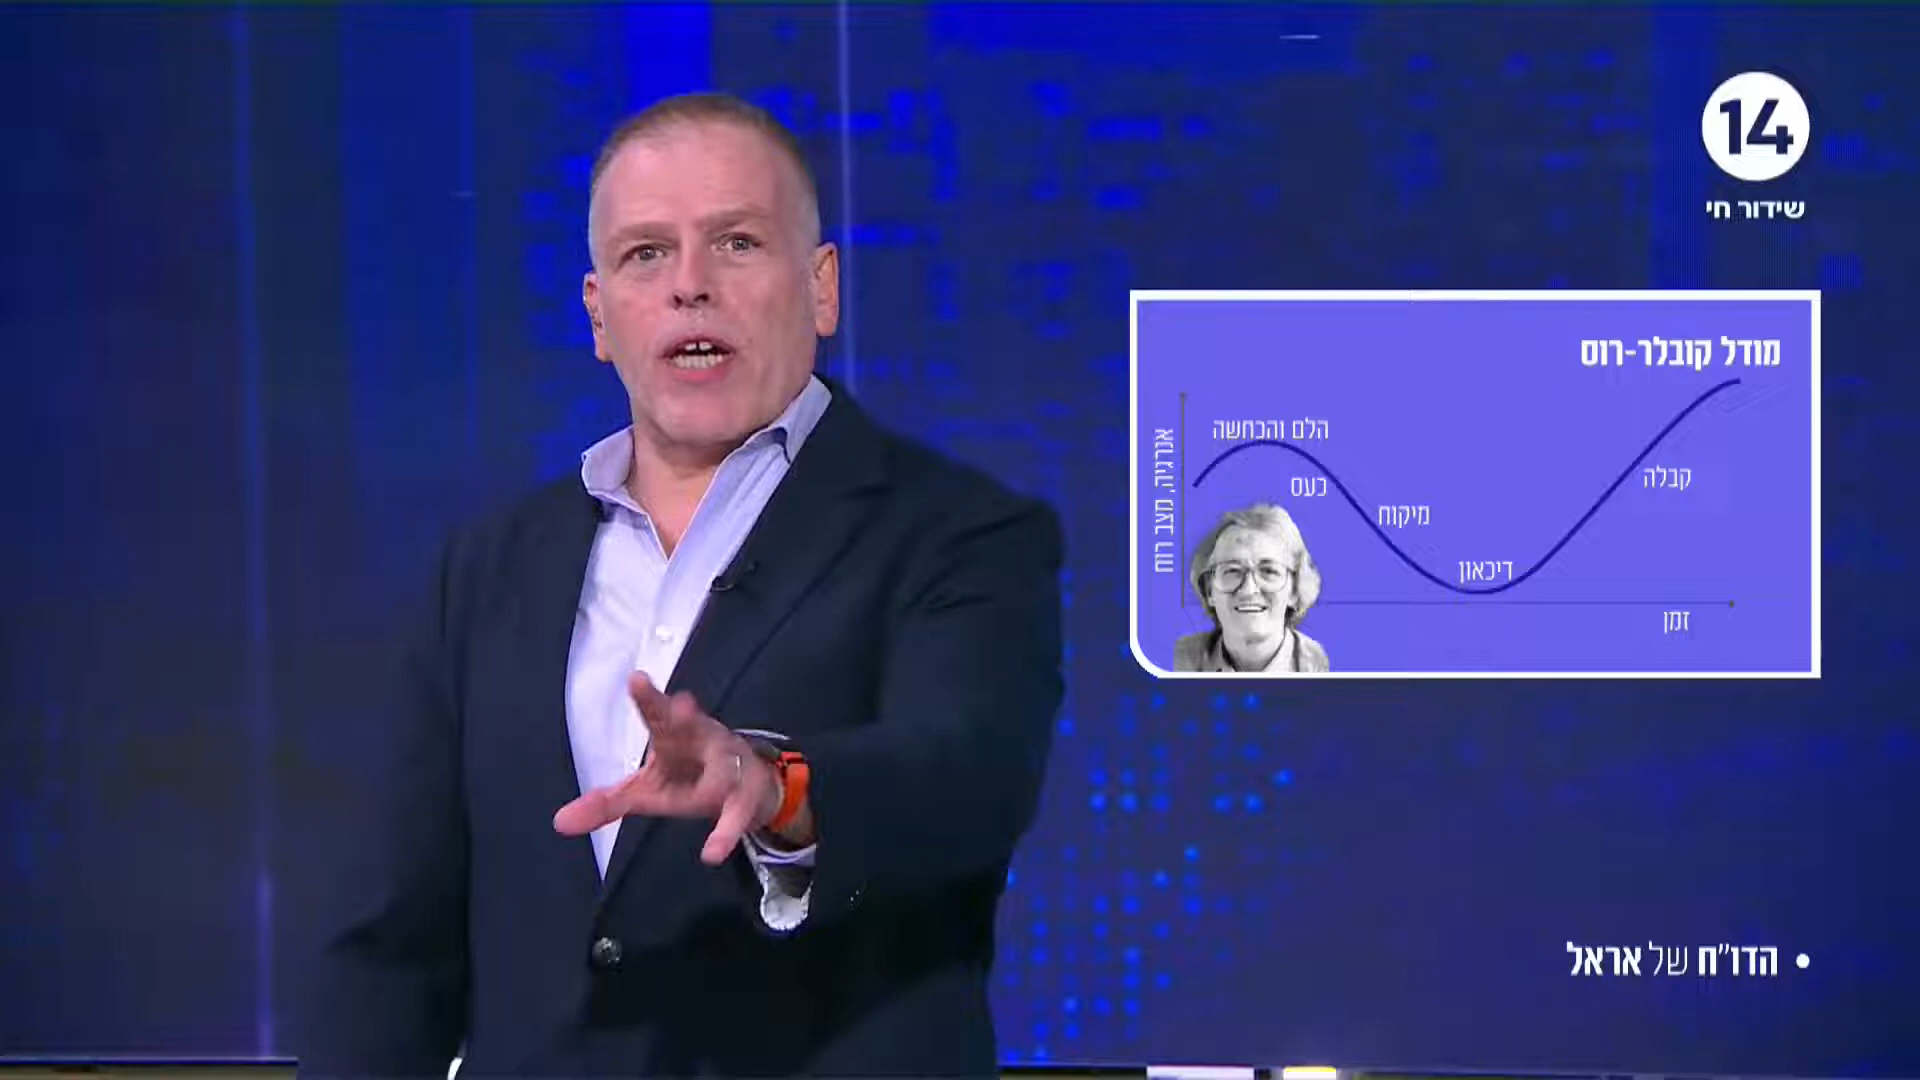 14
שידור חי
מודל קובלר-רוס
הלם והכחשה
כעס
מיקוח
דיכאון
קבלה
אנרגיה, מצב רוח
זמן
• הדו"ח של אראל